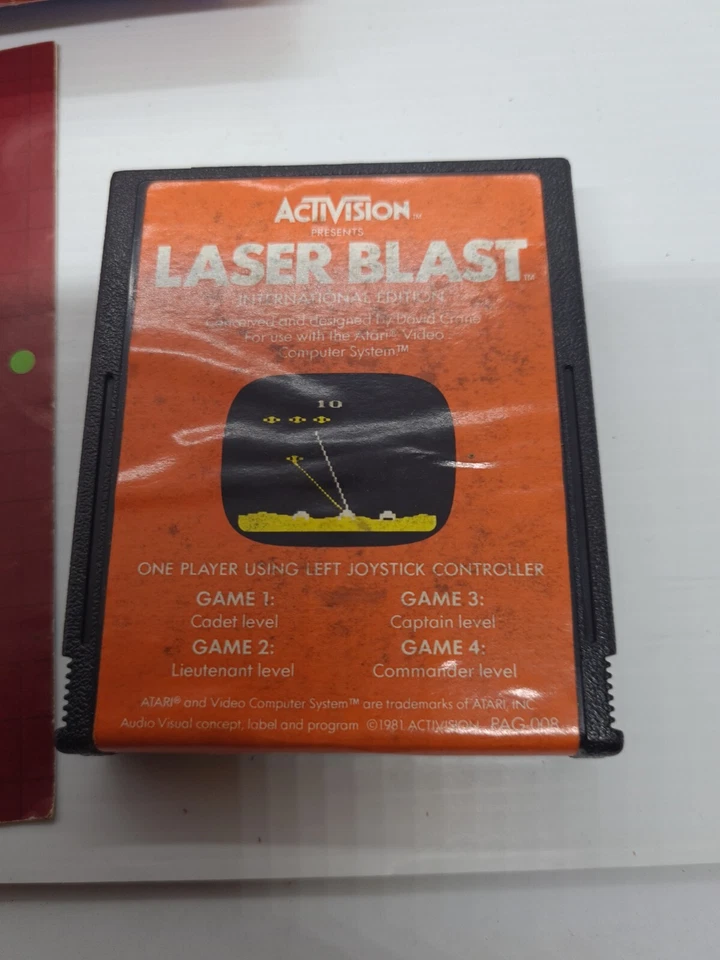 ACTIVISION™
PRESENTS
LASER BLAST™
INTERNATIONAL EDITION
Conceived and designed by David Crane
For use with the Atari® Video
Computer System™
10
ONE PLAYER USING LEFT JOYSTICK CONTROLLER
GAME 1:
Cadet level
GAME 2:
Lieutenant level
GAME 3:
Captain level
GAME 4:
Commander level
ATARI® and Video Computer System™ are trademarks of ATARI, INC.
Audio Visual concept, label and program ©1981 ACTIVISION PAG-008